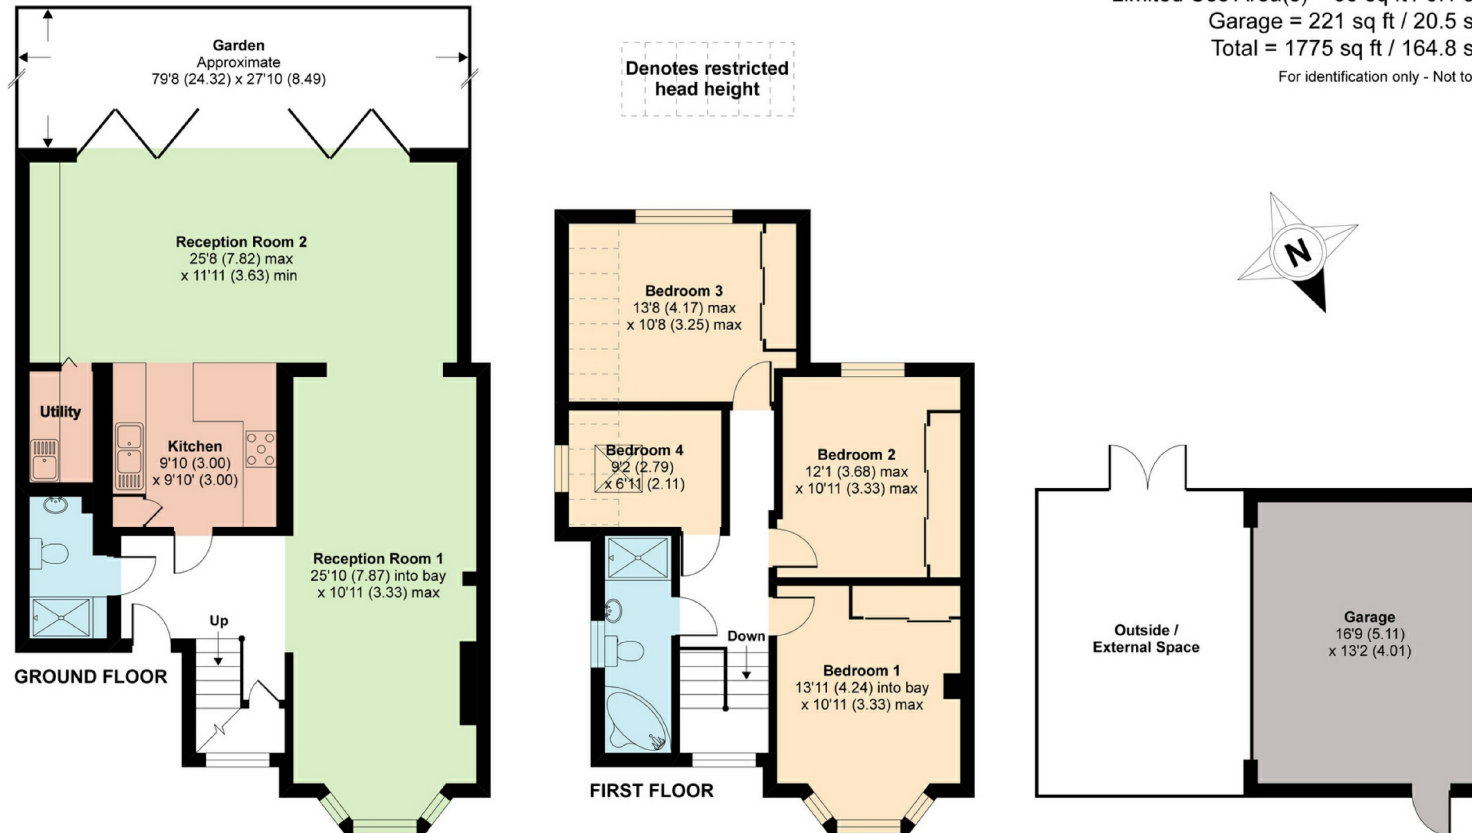 Garage = 221 sq ft / 20.5 s
Total = 1775 sq ft / 164.8 s
For identification only - Not to
Garden
Approximate
79'8 (24.32) x 27'10 (8.49)
Denotes restricted
head height
N
Reception Room 2
25'8 (7.82) max
x 11'11 (3.63) min
Utility
Kitchen
9'10 (3.00)
x 9'10' (3.00)
Reception Room 1
25'10 (7.87) into bay
x 10'11 (3.33) max
Up
GROUND FLOOR
Bedroom 3
13'8 (4.17) max
x 10'8 (3.25) max
Bedroom 4
9'2 (2.79)
x 6'11 (2.11)
Bedroom 2
12'1 (3.68) max
x 10'11 (3.33) max
Down
Bedroom 1
13'11 (4.24) into bay
x 10'11 (3.33) max
FIRST FLOOR
Outside /
External Space
Garage
16'9 (5.11)
x 13'2 (4.01)